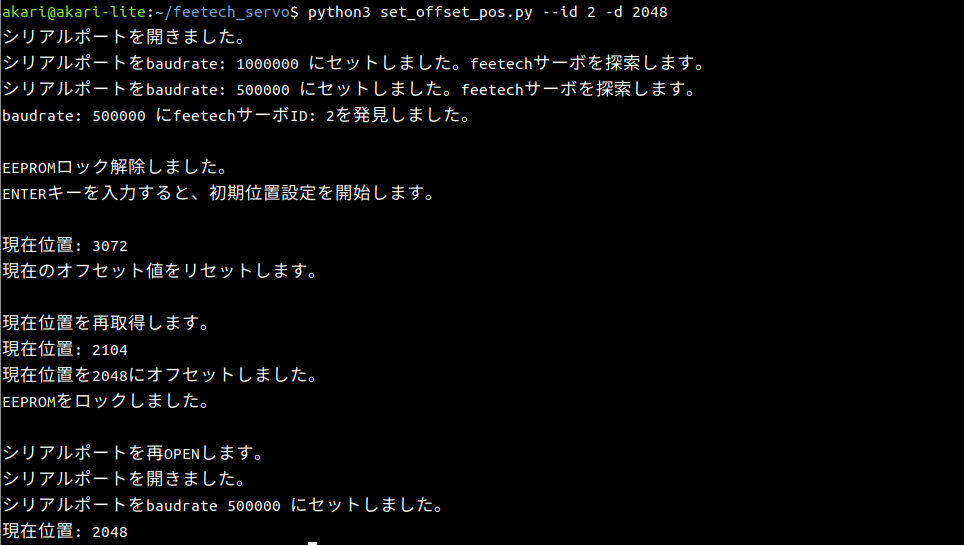 akari@akari-lite:~/feetech_servo$ python3 set_offset_pos.py --id 2 -d 2048
シリアルポートを開きました。
シリアルポートをbaudrate: 1000000 にセットしました。feetechサーボを探索します。
シリアルポートをbaudrate: 500000 にセットしました。feetechサーボを探索します。
baudrate: 500000 にfeetechサーボID: 2を発見しました。
EEPROMロック解除しました。
ENTERキーを入力すると、初期位置設定を開始します。
現在位置: 3072
現在のオフセット値をリセットします。
現在位置を再取得します。
現在位置: 2104
現在位置を2048にオフセットしました。
EEPROMをロックしました。
シリアルポートを再OPENします。
シリアルポートを開きました。
シリアルポートをbaudrate 500000 にセットしました。
現在位置: 2048